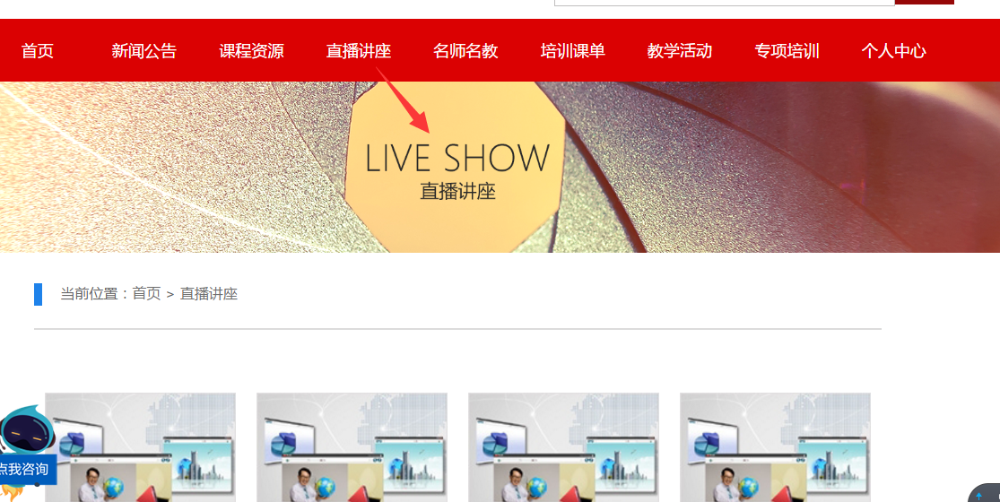 首页 新闻公告 课程资源 直播讲座 名师名教 培训课单 教学活动 专项培训 个人中心
LIVE SHOW
直播讲座
当前位置：首页 > 直播讲座
点我咨询